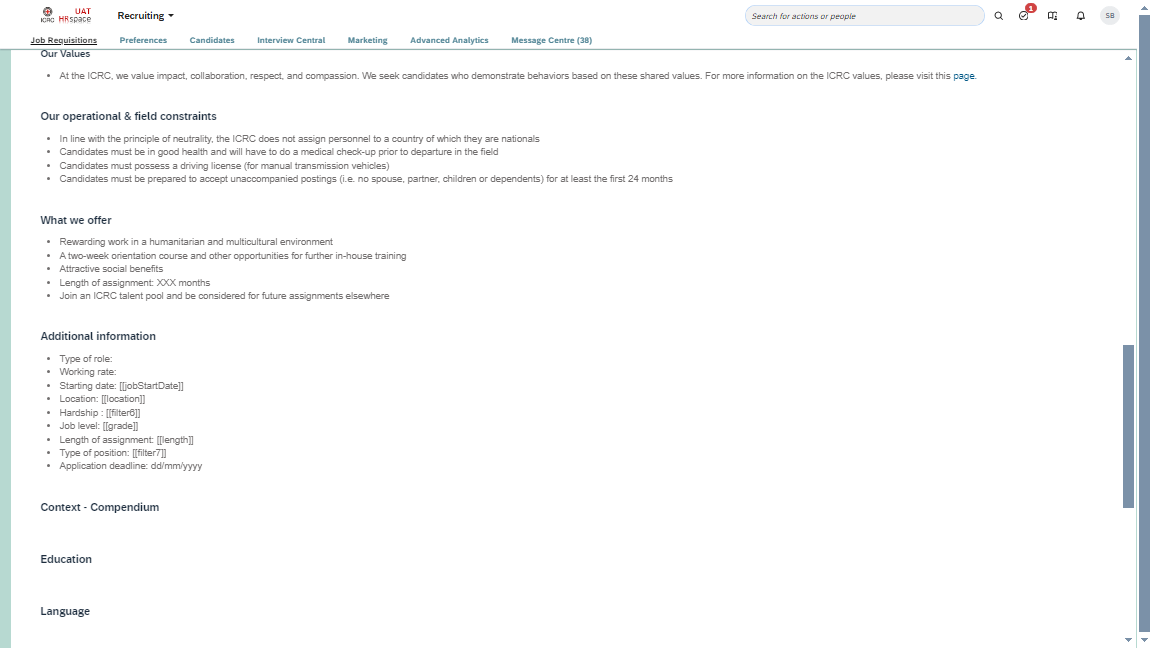 ICRC
UAT
HRspace
Recruiting
Search for actions or people
1
SB
Job Requisitions
Preferences
Candidates
Interview Central
Marketing
Advanced Analytics
Message Centre (38)
Our Values
• At the ICRC, we value impact, collaboration, respect, and compassion. We seek candidates who demonstrate behaviors based on these shared values. For more information on the ICRC values, please visit this page.
Our operational & field constraints
• In line with the principle of neutrality, the ICRC does not assign personnel to a country of which they are nationals
• Candidates must be in good health and will have to do a medical check-up prior to departure in the field
• Candidates must possess a driving license (for manual transmission vehicles)
• Candidates must be prepared to accept unaccompanied postings (i.e. no spouse, partner, children or dependents) for at least the first 24 months
What we offer
• Rewarding work in a humanitarian and multicultural environment
• A two-week orientation course and other opportunities for further in-house training
• Attractive social benefits
• Length of assignment: XXX months
• Join an ICRC talent pool and be considered for future assignments elsewhere
Additional information
• Type of role:
• Working rate:
• Starting date: [[jobStartDate]]
• Location: [[location]]
• Hardship : [[filter6]]
• Job level: [[grade]]
• Length of assignment: [[length]]
• Type of position: [[filter7]]
• Application deadline: dd/mm/yyyy
Context - Compendium
Education
Language